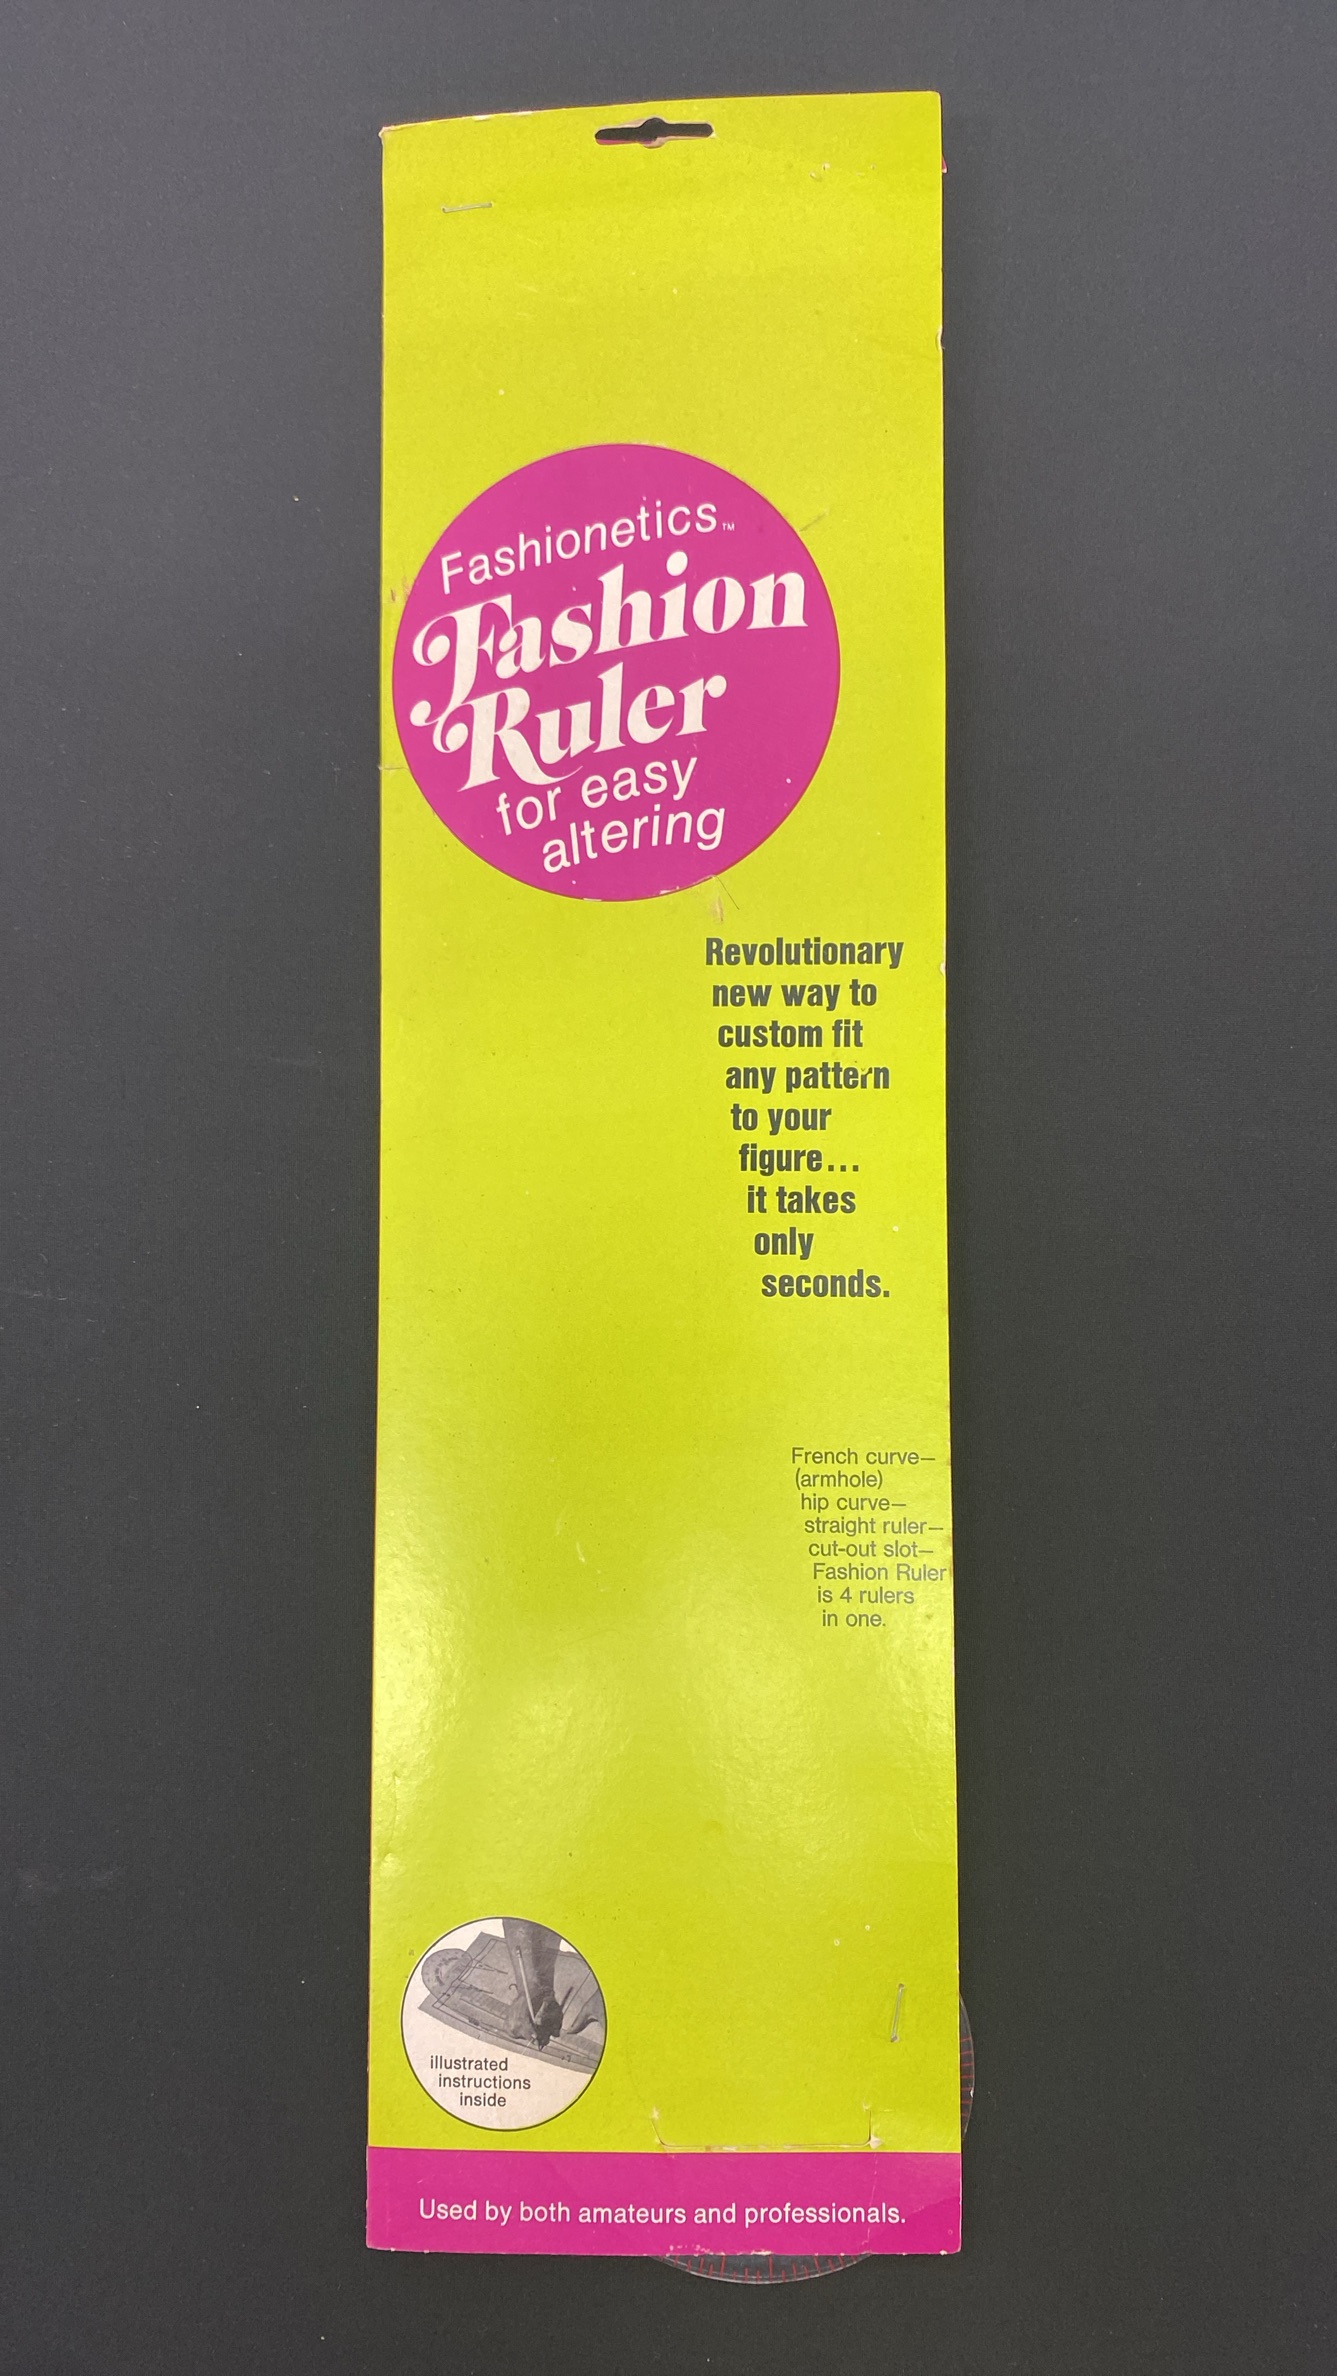 Fashionetics™
Fashion
Ruler
for easy
altering
Revolutionary
new way to
custom fit
any pattern
to your
figure...
it takes
only
seconds.
French curve—
(armhole)
hip curve—
straight ruler—
cut-out slot—
Fashion Ruler
is 4 rulers
in one.
illustrated
instructions
inside
Used by both amateurs and professionals.